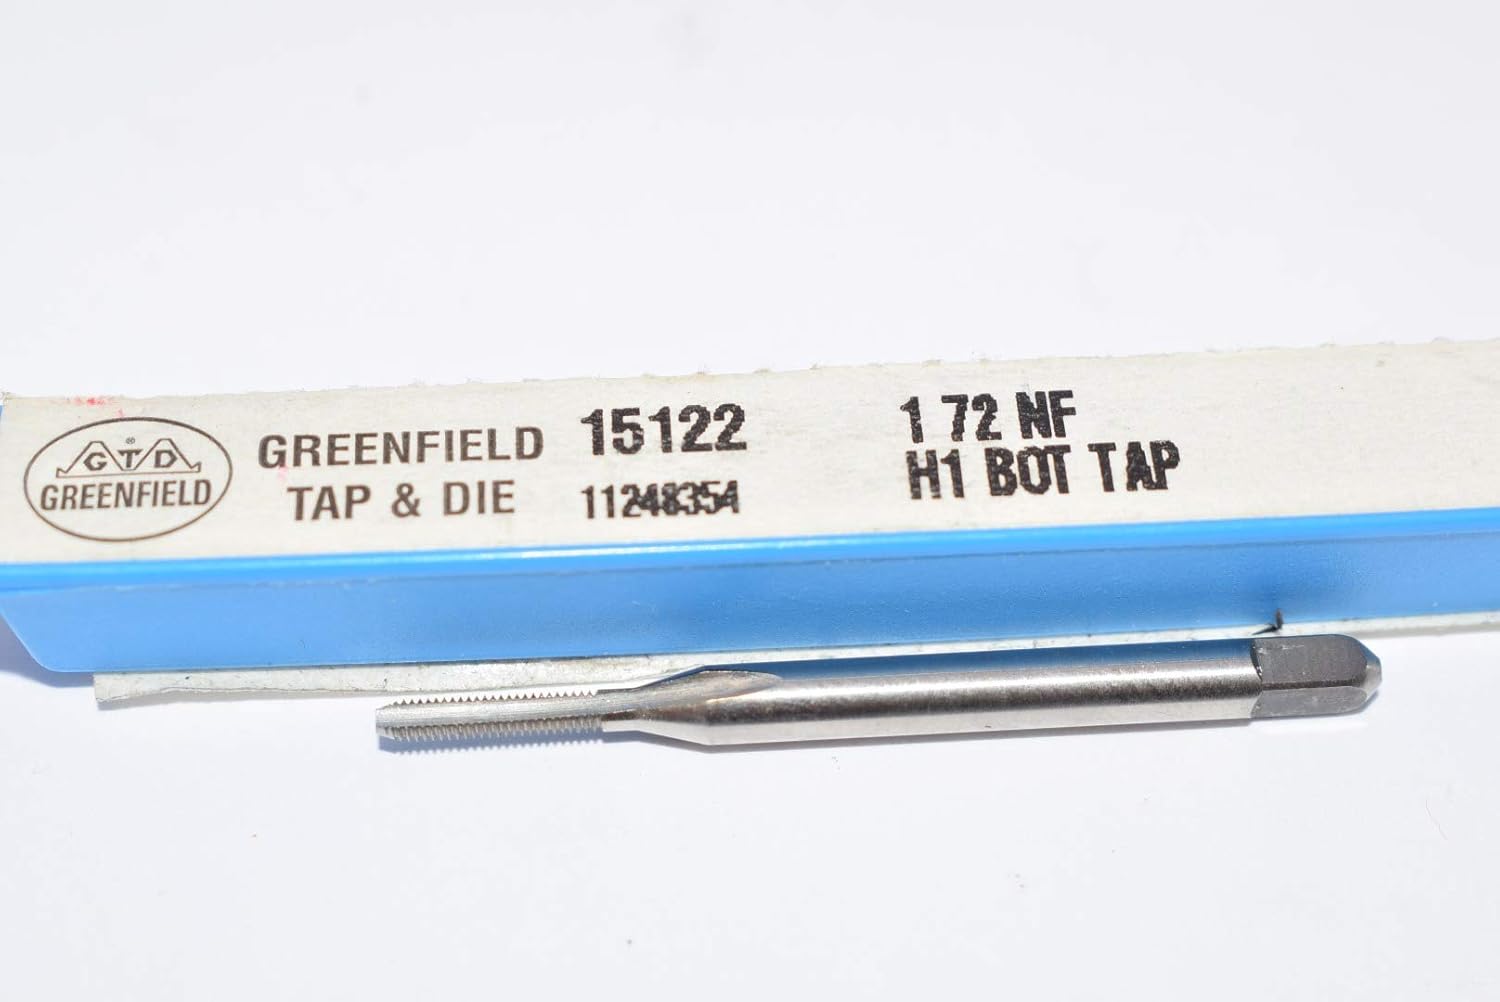 GTD®
GREENFIELD
GREENFIELD
TAP & DIE
15122
11248354
1 72 NF
H1 BOT TAP